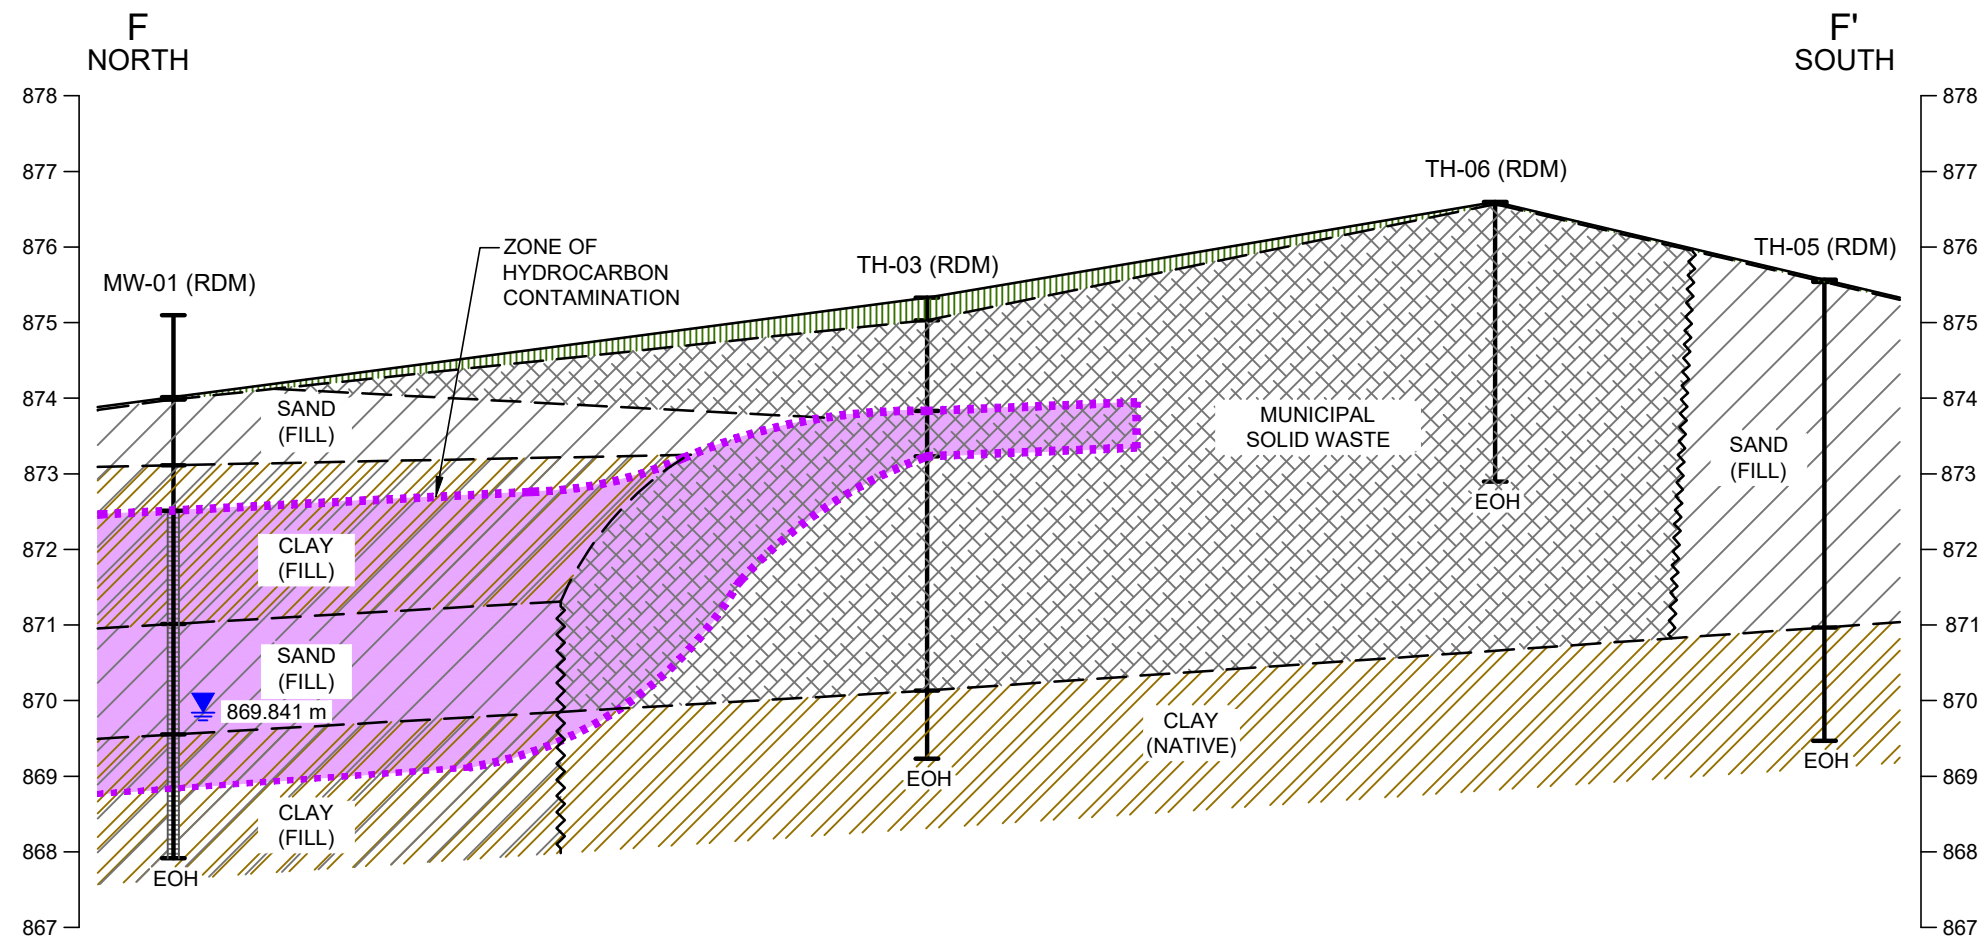 F
NORTH
F'
SOUTH
878
877
876
875
874
873
872
871
870
869
868
867
878
877
876
875
874
873
872
871
870
869
868
867
MW-01 (RDM)
ZONE OF
HYDROCARBON
CONTAMINATION
TH-03 (RDM)
TH-06 (RDM)
TH-05 (RDM)
SAND
(FILL)
CLAY
(FILL)
SAND
(FILL)
869.841 m
CLAY
(FILL)
EOH
MUNICIPAL
SOLID WASTE
EOH
SAND
(FILL)
CLAY
(NATIVE)
EOH
EOH